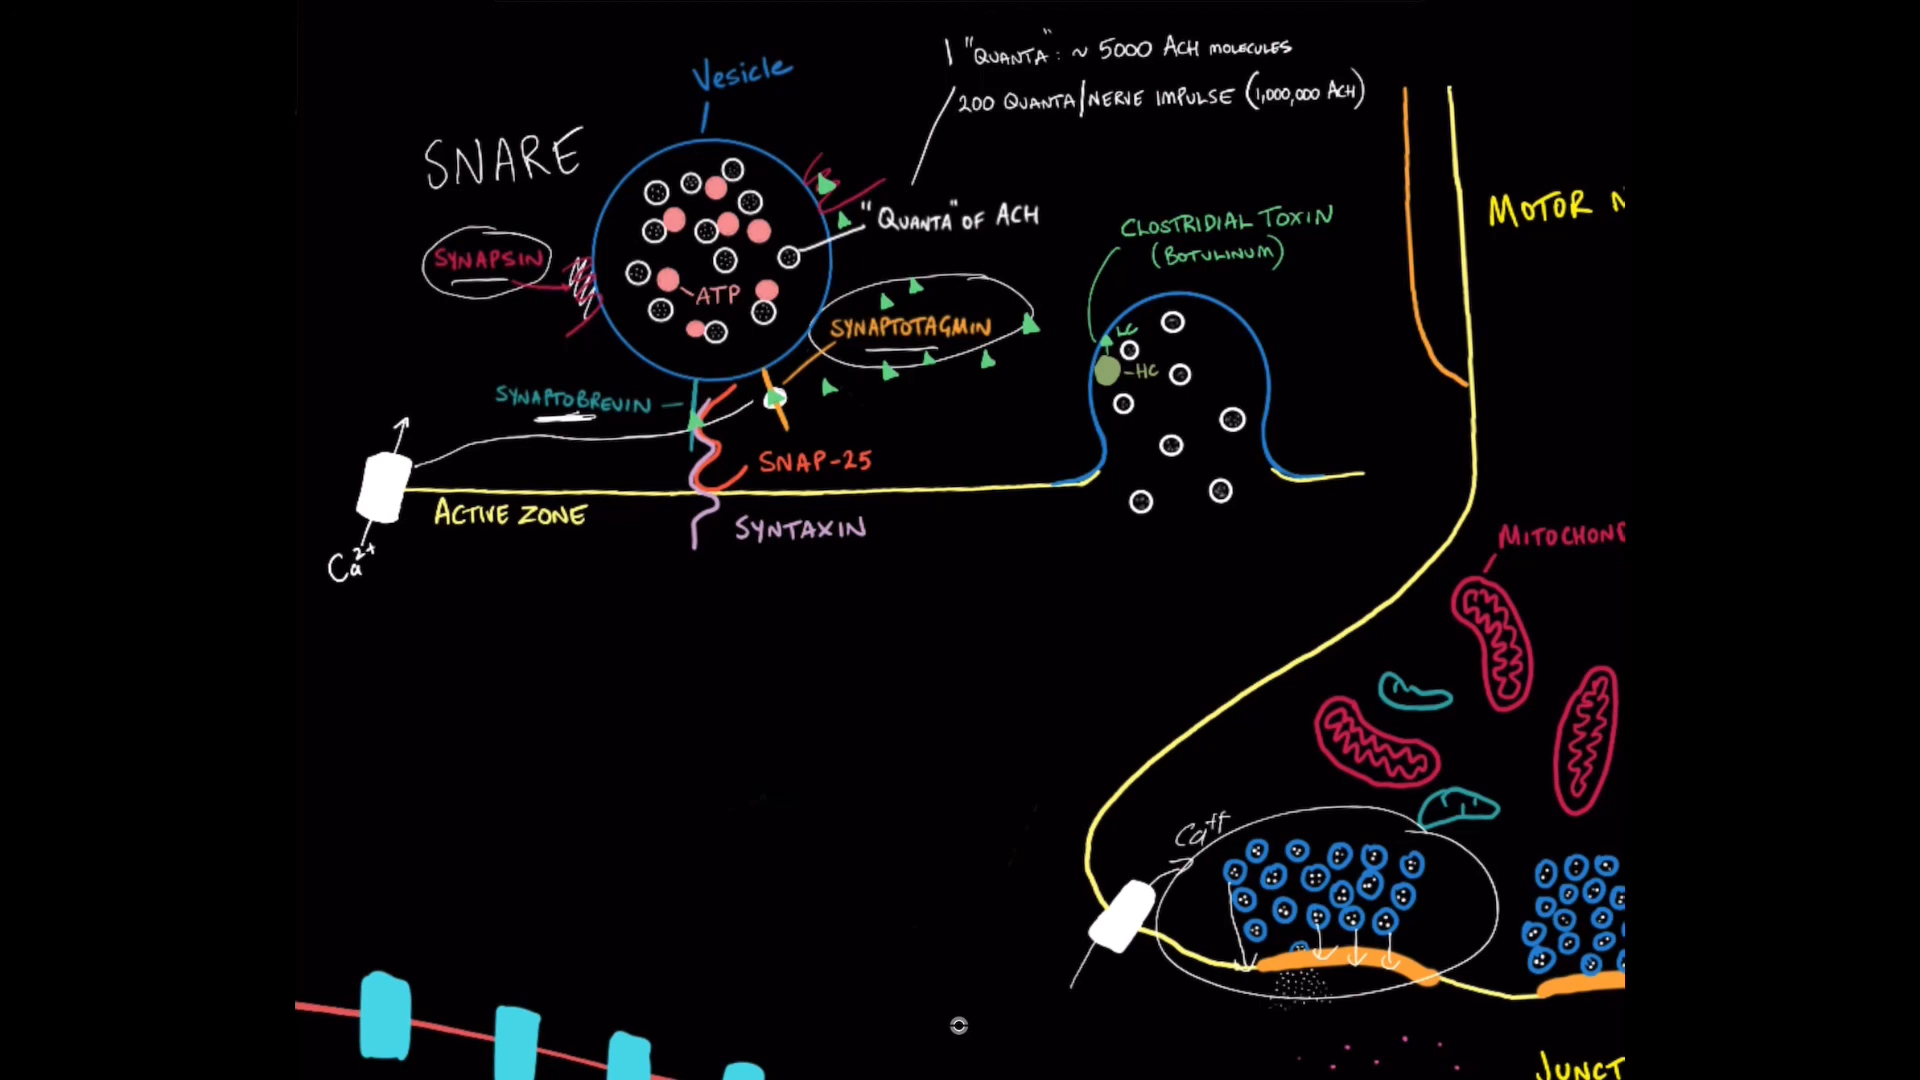 1 "QUANTA": ~ 5000 ACH MOLECULES
200 QUANTA/NERVE IMPULSE (1,000,000 ACH)
Vesicle
SNARE
"QUANTA" OF ACH
SYNAPSIN
ATP
SYNAPTOTAGMIN
SYNAPTOBREVIN
SNAP-25
ACTIVE ZONE
SYNTAXIN
Ca2+
CLOSTRIDIAL TOXIN
(BOTULINUM)
LC
-HC
MOTOR N
MITOCHOND
Ca++
JUNCT